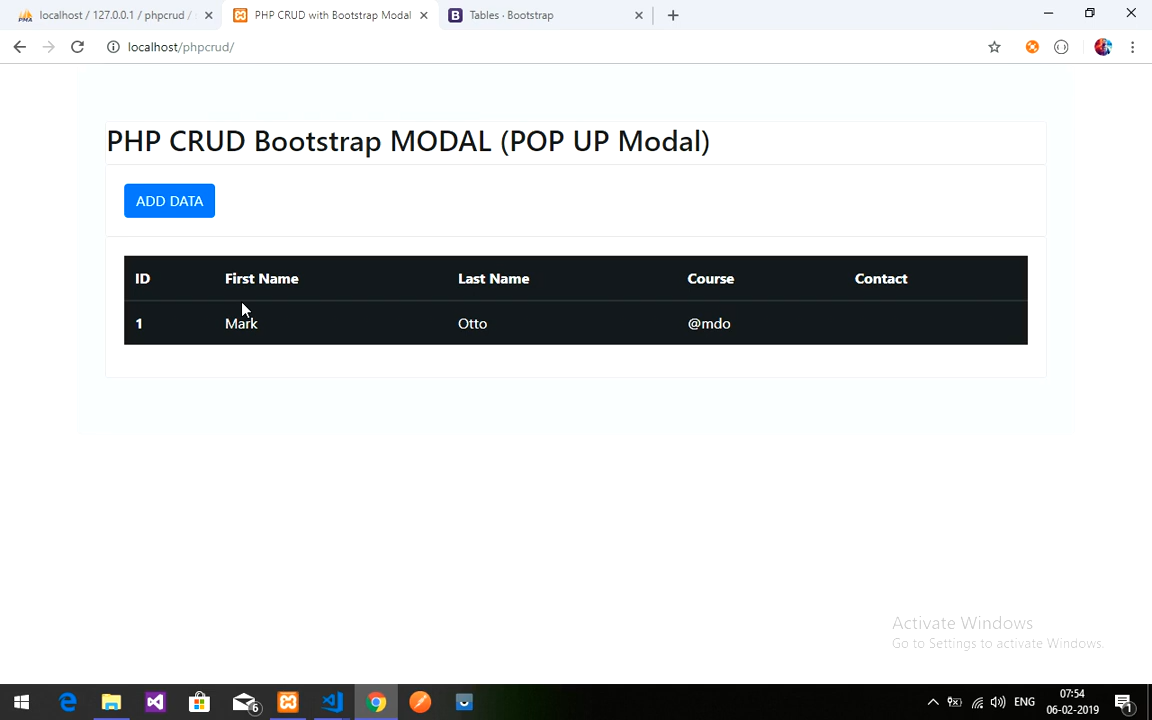 localhost / 127.0.0.1 / phpcrud /
PHP CRUD with Bootstrap Modal
Tables · Bootstrap
localhost/phpcrud/
PHP CRUD Bootstrap MODAL (POP UP Modal)
ADD DATA
ID First Name Last Name Course Contact
1 Mark Otto @mdo
Activate Windows
Go to Settings to activate Windows.
6
ENG
07:54
06-02-2019
1